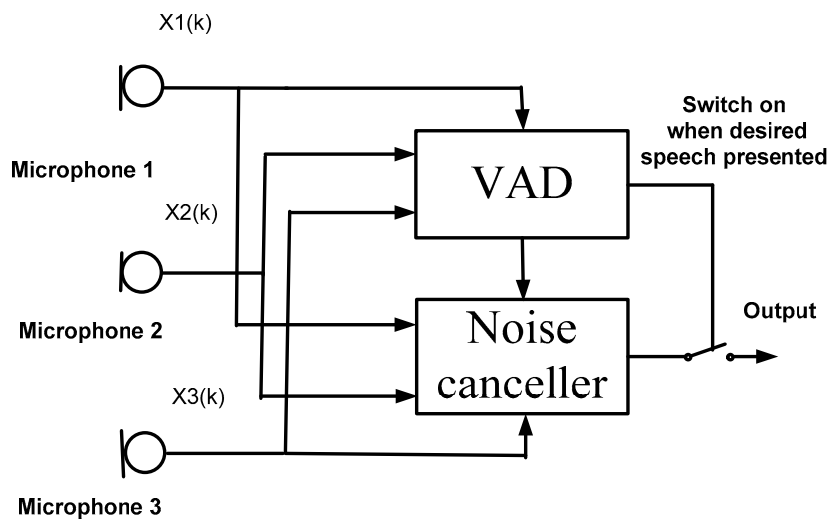 X1(k)
Microphone 1
X2(k)
Microphone 2
X3(k)
Microphone 3
VAD
Noise
canceller
Switch on
when desired
speech presented
Output